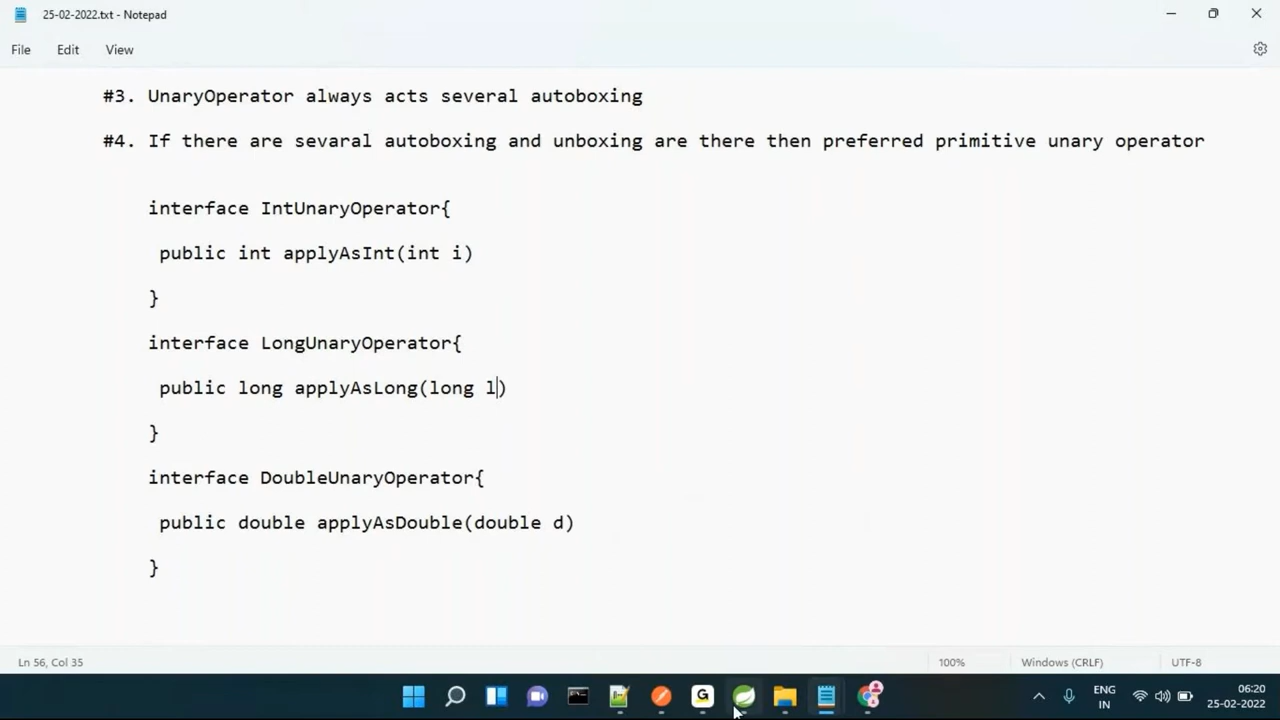 25-02-2022.txt - Notepad
File Edit View
#3. UnaryOperator always acts several autoboxing
#4. If there are sevaral autoboxing and unboxing are there then preferred primitive unary operator
interface IntUnaryOperator{
public int applyAsInt(int i)
}
interface LongUnaryOperator{
public long applyAsLong(long l)
}
interface DoubleUnaryOperator{
public double applyAsDouble(double d)
}
Ln 56, Col 35
100%
Windows (CRLF)
UTF-8
G
ENG
IN
06:20
25-02-2022